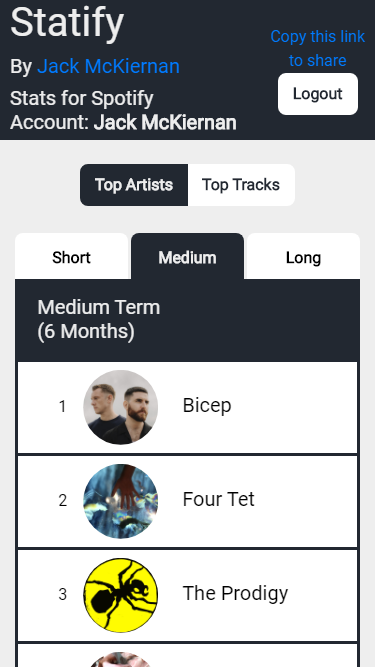 Statify
Copy this link
to share
By Jack McKiernan
Logout
Stats for Spotify
Account: Jack McKiernan
Top Artists
Top Tracks
Short
Medium
Long
Medium Term
(6 Months)
1
Bicep
2
Four Tet
3
The Prodigy